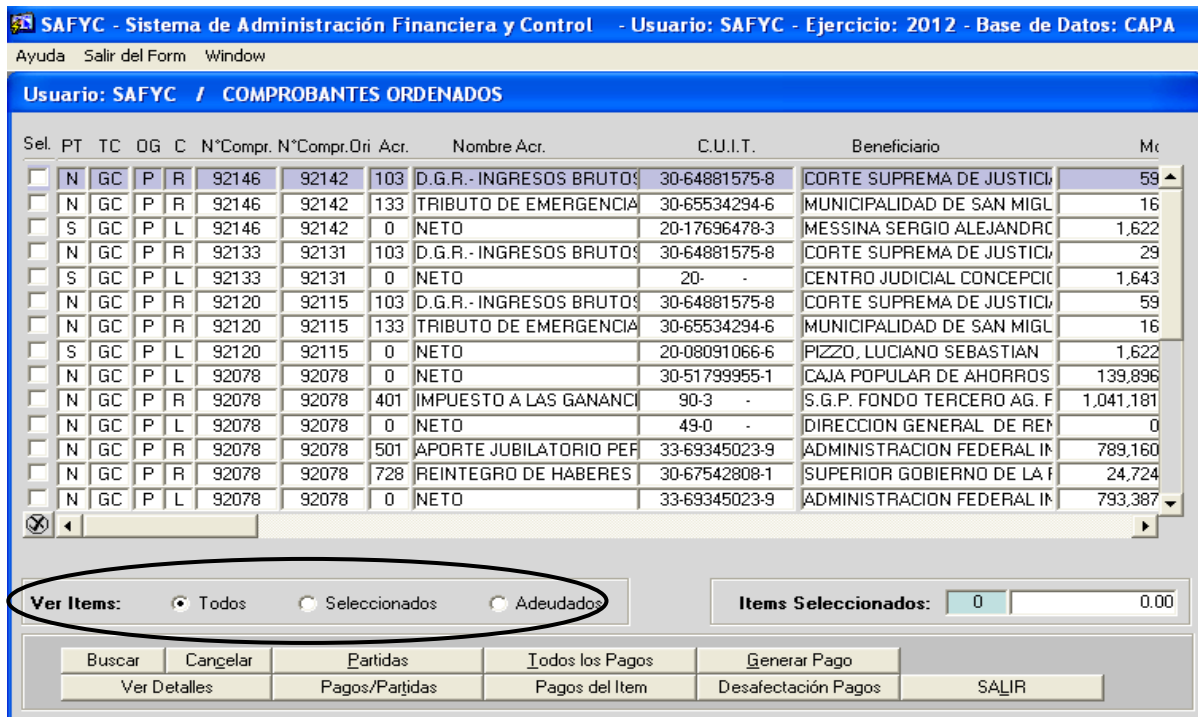 SAFYC - Sistema de Administración Financiera y Control - Usuario: SAFYC - Ejercicio: 2012 - Base de Datos: CAPA
Ayuda Salir del Form Window
Usuario: SAFYC / COMPROBANTES ORDENADOS
Sel. PT TC OG C N°Compr. N°Compr.Ori Acr. Nombre Acr. C.U.I.T. Beneficiario Mo
N GC P R 92146 92142 103 D.G.R.- INGRESOS BRUTOS 30-64881575-8 CORTE SUPREMA DE JUSTICI 59
N GC P R 92146 92142 133 TRIBUTO DE EMERGENCIA 30-65534294-6 MUNICIPALIDAD DE SAN MIGU 16
S GC P L 92146 92142 0 NETO 20-17696478-3 MESSINA SERGIO ALEJANDRO 1,622
N GC P R 92133 92131 103 D.G.R.- INGRESOS BRUTOS 30-64881575-8 CORTE SUPREMA DE JUSTICI 29
S GC P L 92133 92131 0 NETO 20- - CENTRO JUDICIAL CONCEPCIO 1,643
N GC P R 92120 92115 103 D.G.R.- INGRESOS BRUTOS 30-64881575-8 CORTE SUPREMA DE JUSTICI 59
N GC P R 92120 92115 133 TRIBUTO DE EMERGENCIA 30-65534294-6 MUNICIPALIDAD DE SAN MIGU 16
S GC P L 92120 92115 0 NETO 20-08091066-6 PIZZO, LUCIANO SEBASTIAN 1,622
N GC P L 92078 92078 0 NETO 30-51799955-1 CAJA POPULAR DE AHORROS 139,896
N GC P R 92078 92078 401 IMPUESTO A LAS GANANCI 90-3 - S.G.P. FONDO TERCERO AG. F 1,041,181
N GC P L 92078 92078 0 NETO 49-0 - DIRECCION GENERAL DE REN 0
N GC P R 92078 92078 501 APORTE JUBILATORIO PER 33-69345023-9 ADMINISTRACION FEDERAL IN 789,160
N GC P R 92078 92078 728 REINTEGRO DE HABERES 30-67542808-1 SUPERIOR GOBIERNO DE LA F 24,724
N GC P L 92078 92078 0 NETO 33-69345023-9 ADMINISTRACION FEDERAL IN 793,387
Ver Items: Todos Seleccionados Adeudados Items Seleccionados: 0 0.00
Buscar Cancelar Partidas Todos los Pagos Generar Pago
Ver Detalles Pagos/Partidas Pagos del Item Desafectación Pagos SALIR